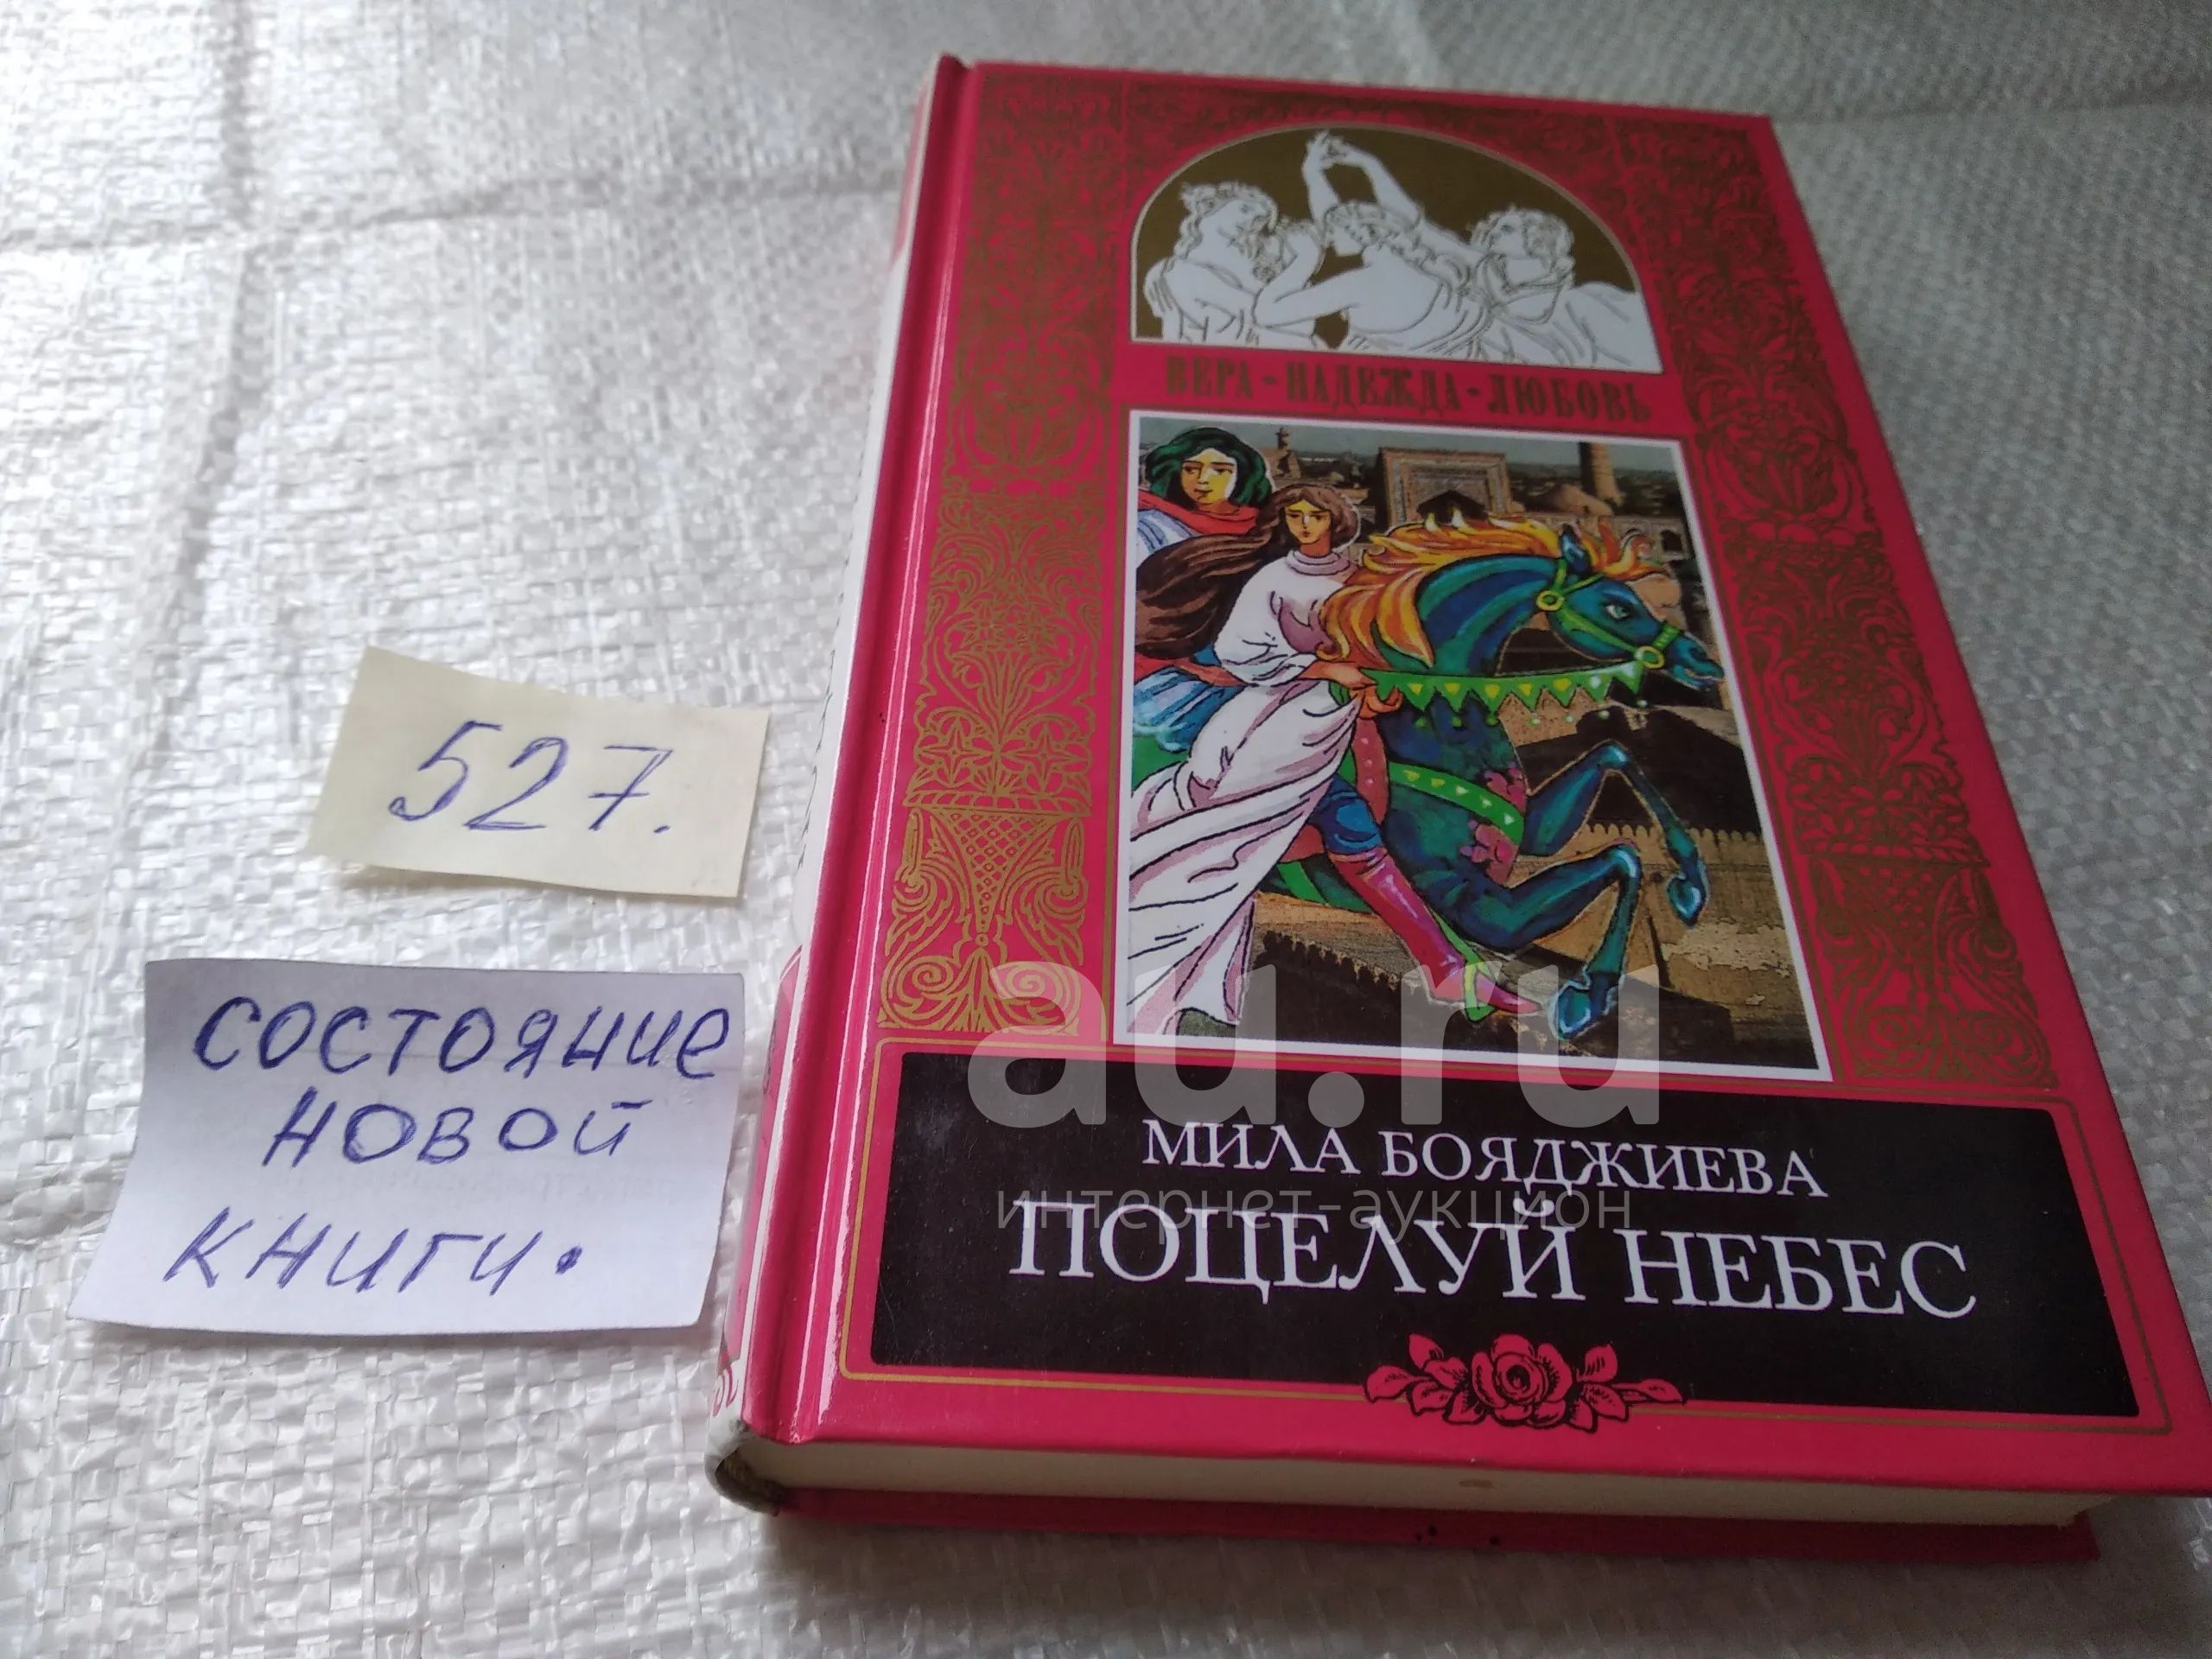 527.
СОСТОЯНИЕ
НОВОЙ
КНИГИ.
ВЕРА-НАДЕЖДА-ЛЮБОВЬ
au.ru
МИЛА БОЯДЖИЕВА
интернет-аукцион
ПОЦЕЛУЙ НЕБЕС